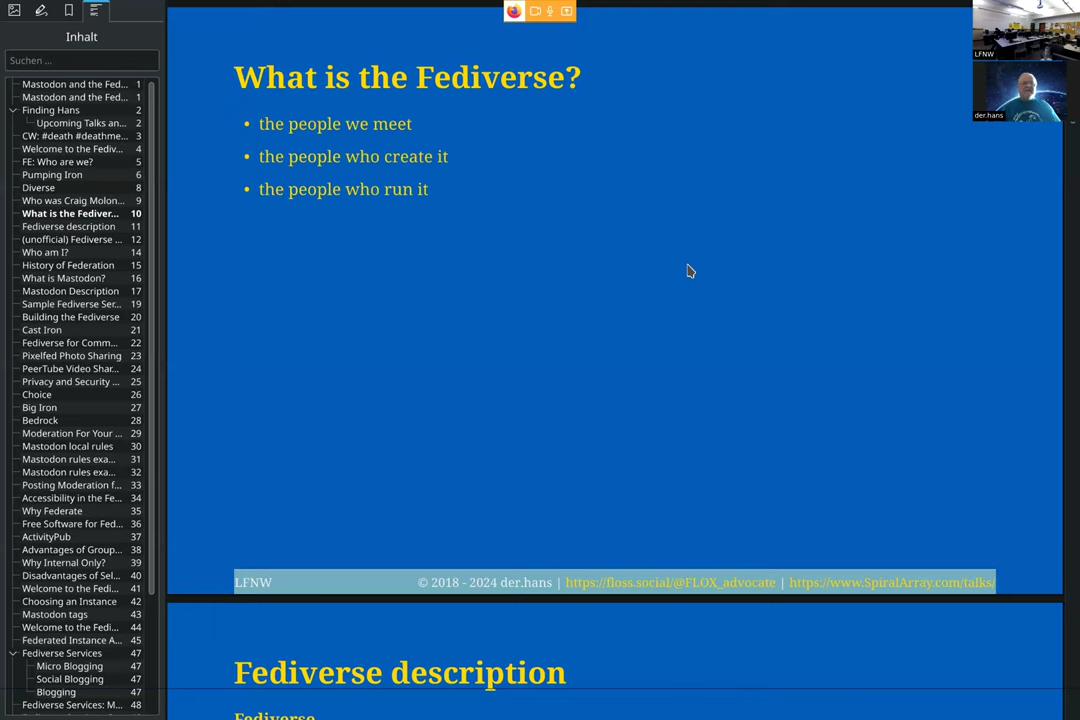 Inhalt
Suchen ...
Mastodon and the Fed... 1
Mastodon and the Fed... 1
Finding Hans 2
Upcoming Talks an... 2
CW: #death #deathme... 3
Welcome to the Fediv... 4
FE: Who are we? 5
Pumping Iron 6
Diverse 8
Who was Craig Molon... 9
What is the Fediver... 10
Fediverse description 11
(unofficial) Fediverse ... 12
Who am I? 14
History of Federation 15
What is Mastodon? 16
Mastodon Description 17
Sample Fediverse Ser... 19
Building the Fediverse 20
Cast Iron 21
Fediverse for Comm... 22
Pixelfed Photo Sharing 23
PeerTube Video Shar... 24
Privacy and Security ... 25
Choice 26
Big Iron 27
Bedrock 28
Moderation For Your ... 29
Mastodon local rules 30
Mastodon rules exa... 31
Mastodon rules exa... 32
Posting Moderation f... 33
Accessibility in the Fe... 34
Why Federate 35
Free Software for Fed... 36
ActivityPub 37
Advantages of Group... 38
Why Internal Only? 39
Disadvantages of Sel... 40
Welcome to the Fedi... 41
Choosing an Instance 42
Mastodon tags 43
Welcome to the Fedi... 44
Federated Instance A... 45
Fediverse Services 47
Micro Blogging 47
Social Blogging 47
Blogging 47
Fediverse Services: M... 48
What is the Fediverse?
• the people we meet
• the people who create it
• the people who run it
LFNW © 2018 - 2024 der.hans | https://floss.social/@FLOX_advocate | https://www.SpiralArray.com/talks/
Fediverse description
Fediverse
LFNW
der.hans